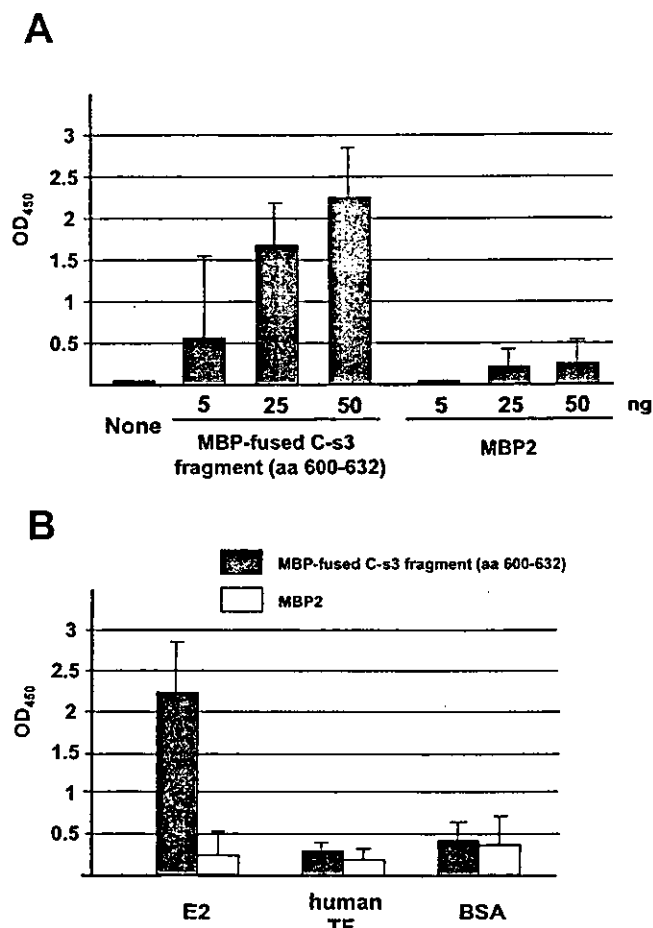 A
3
2.5
2
1.5
1
0.5
OD450
5 25 50 5 25 50 ng
None
MBP-fused C-s3
fragment (aa 600-632)
MBP2
B
MBP-fused C-s3 fragment (aa 600-632)
MBP2
3
2.5
2
1.5
1
0.5
OD450
E2
human
TF
BSA